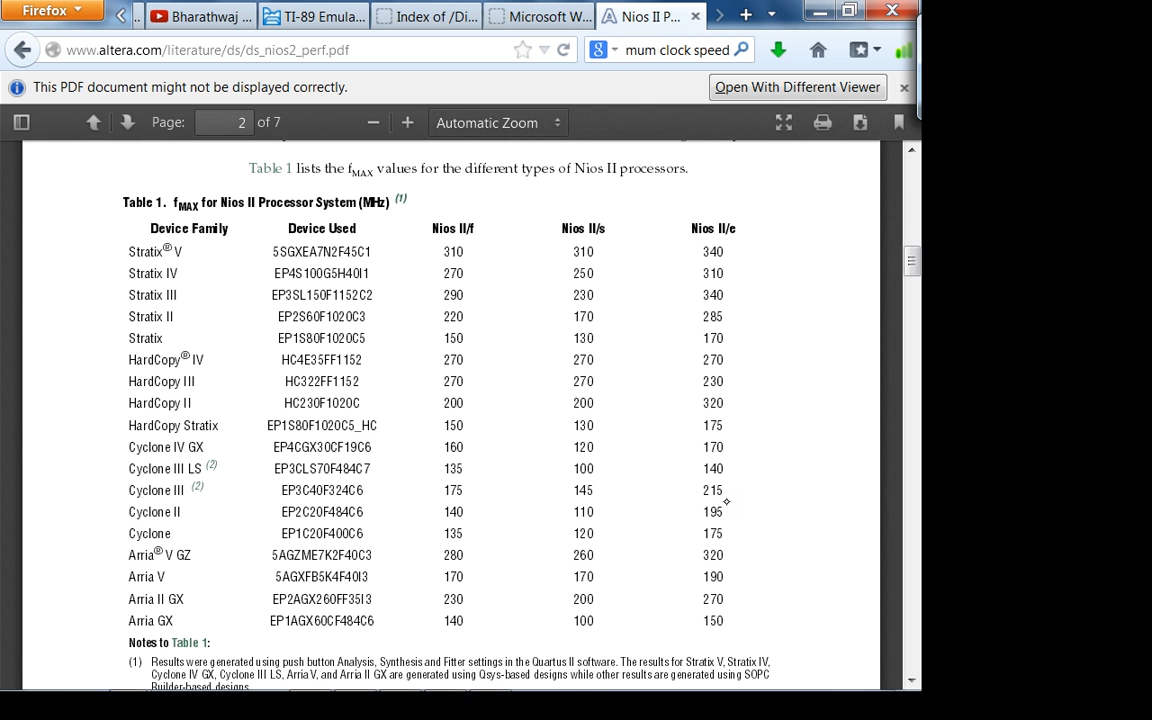 Firefox
..
Bharathwaj ...
TI-89 Emula...
Index of /Di...
Microsoft W...
Nios II P...
www.altera.com/literature/ds/ds_nios2_perf.pdf
mum clock speed
This PDF document might not be displayed correctly.
Open With Different Viewer
Page: 2 of 7
Automatic Zoom
Table 1 lists the fMAX values for the different types of Nios II processors.
Table 1. fMAX for Nios II Processor System (MHz) (1)
Device Family Device Used Nios II/f Nios II/s Nios II/e
Stratix® V 5SGXEA7N2F45C1 310 310 340
Stratix IV EP4S100G5H40I1 270 250 310
Stratix III EP3SL150F1152C2 290 230 340
Stratix II EP2S60F1020C3 220 170 285
Stratix EP1S80F1020C5 150 130 170
HardCopy® IV HC4E35FF1152 270 270 270
HardCopy III HC322FF1152 270 270 230
HardCopy II HC230F1020C 200 200 320
HardCopy Stratix EP1S80F1020C5_HC 150 130 175
Cyclone IV GX EP4CGX30CF19C6 160 120 170
Cyclone III LS (2) EP3CLS70F484C7 135 100 140
Cyclone III (2) EP3C40F324C6 175 145 215
Cyclone II EP2C20F484C6 140 110 195
Cyclone EP1C20F400C6 135 120 175
Arria® V GZ 5AGZME7K2F40C3 280 260 320
Arria V 5AGXFB5K4F40I3 170 170 190
Arria II GX EP2AGX260FF35I3 230 200 270
Arria GX EP1AGX60CF484C6 140 100 150
Notes to Table 1:
(1) Results were generated using push button Analysis, Synthesis and Fitter settings in the Quartus II software. The results for Stratix V, Stratix IV,
Cyclone IV GX, Cyclone III LS, Arria V, and Arria II GX are generated using Qsys-based designs while other results are generated using SOPC
Builder-based designs.